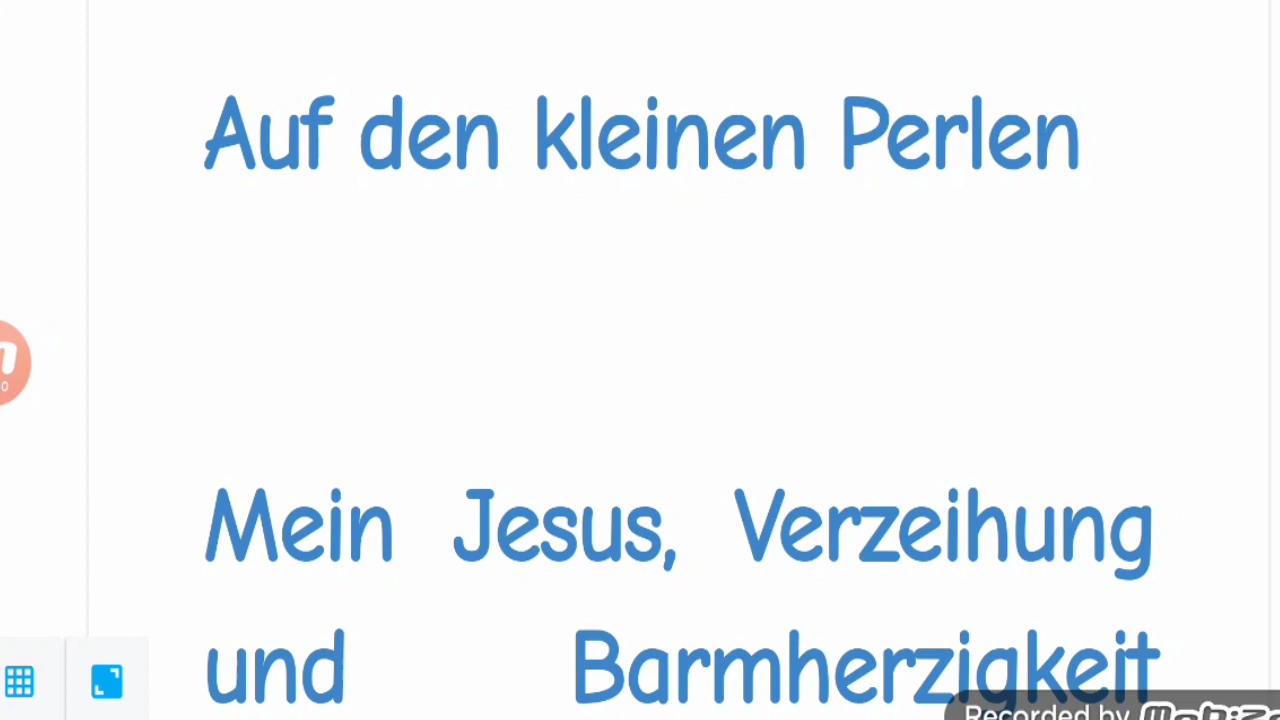 Auf den kleinen Perlen
Mein Jesus, Verzeihung
und Barmherzigkeit
Recorded by